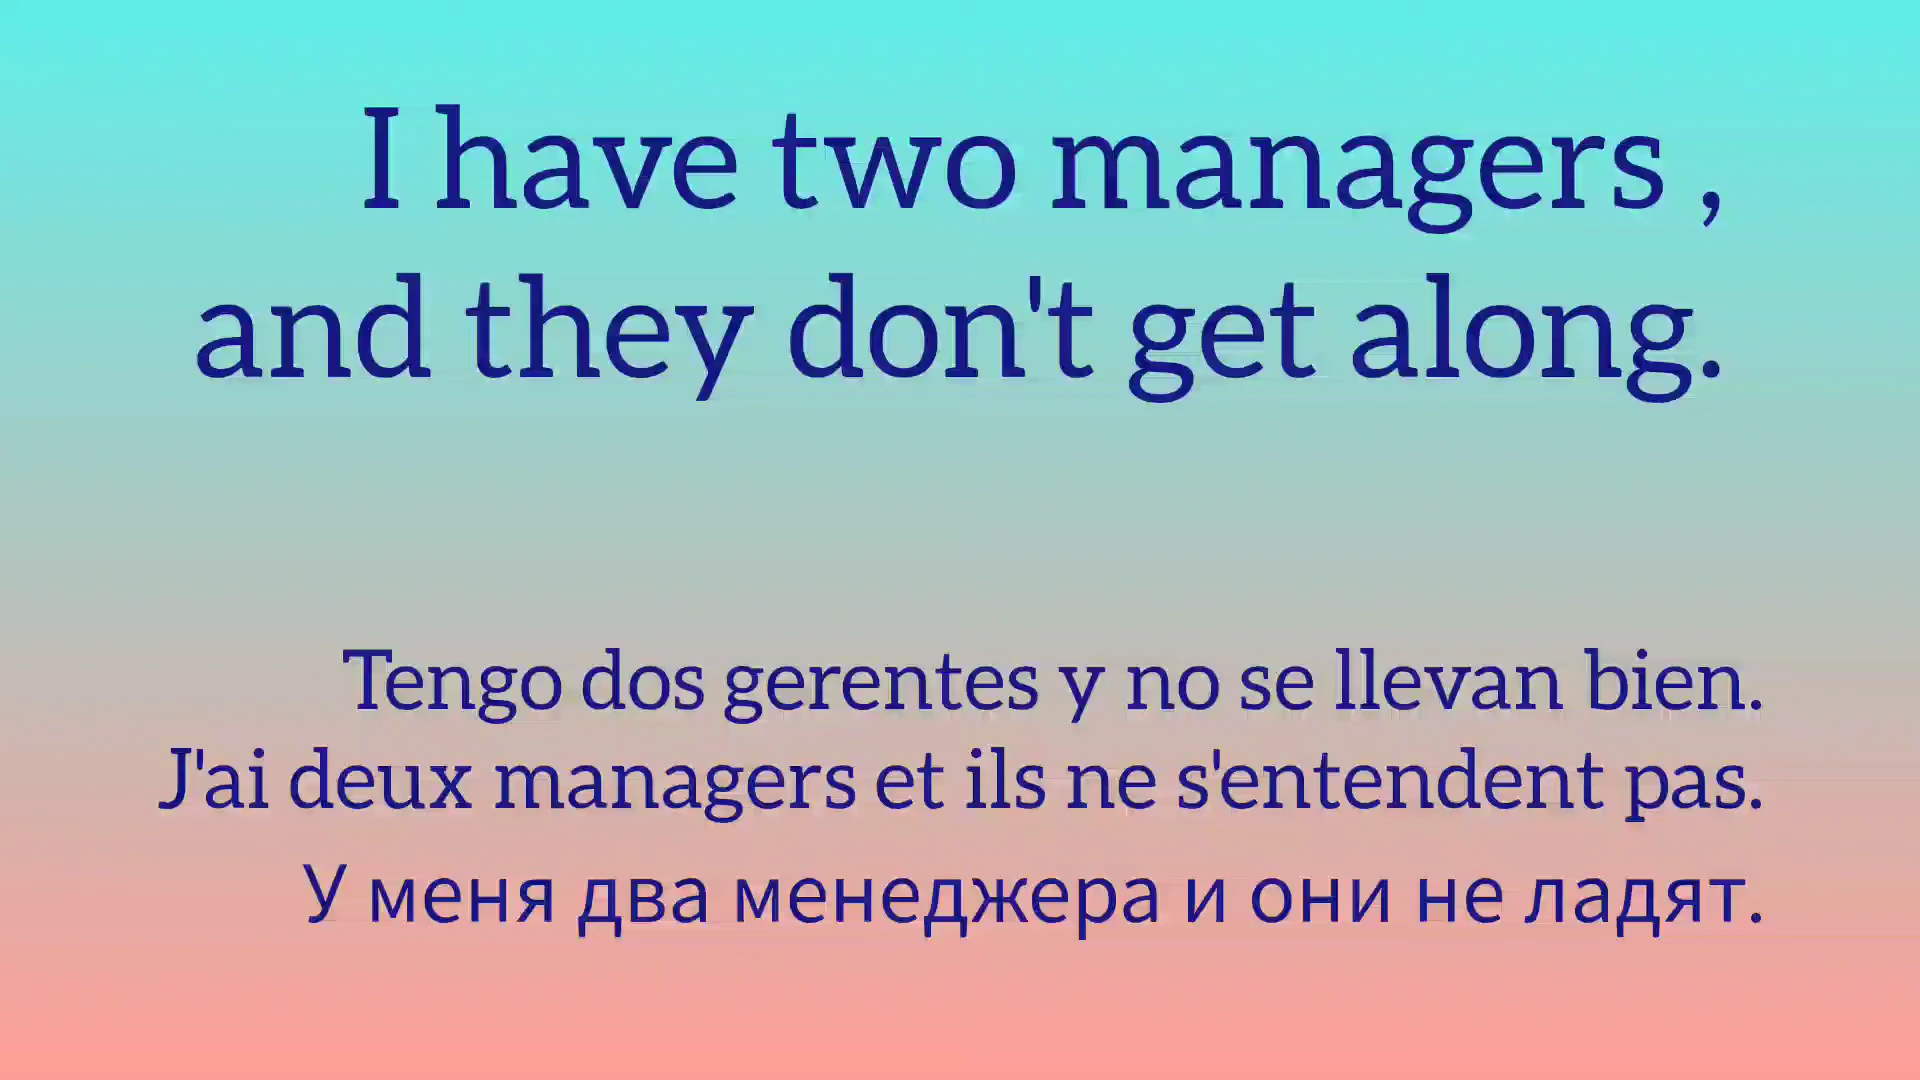 I have two managers ,
and they don't get along.
Tengo dos gerentes y no se llevan bien.
J'ai deux managers et ils ne s'entendent pas.
У меня два менеджера и они не ладят.